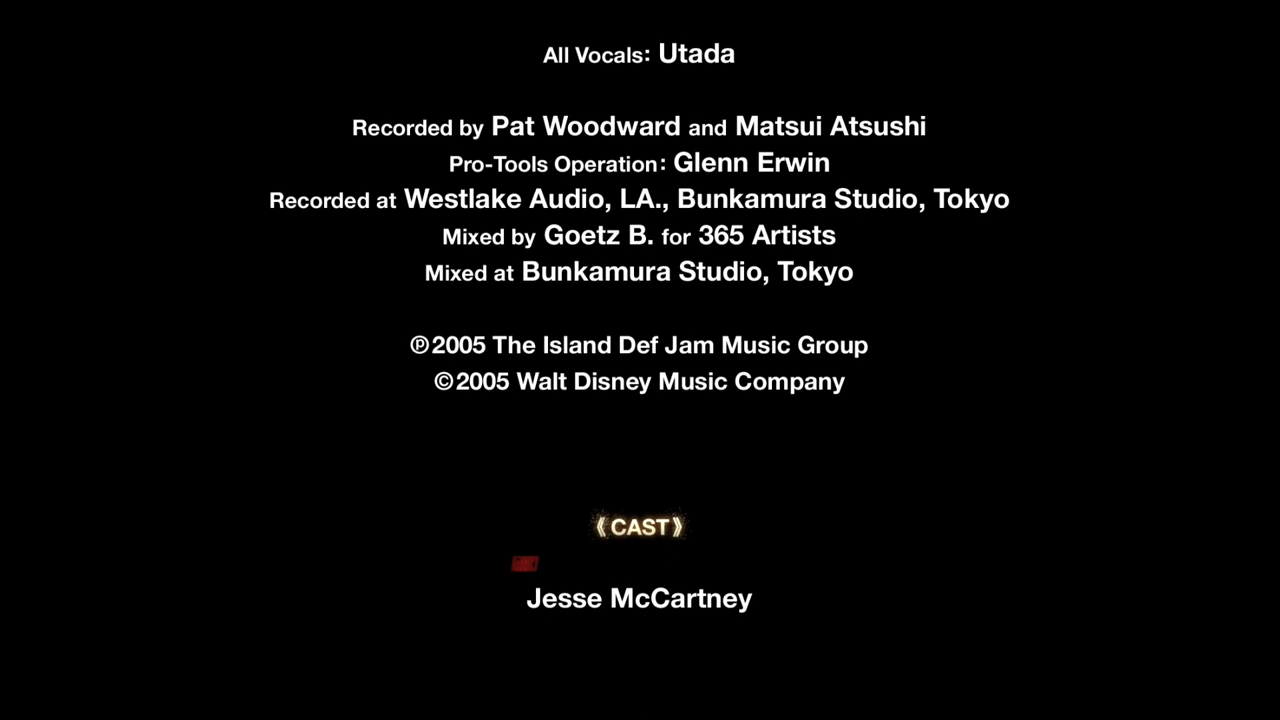 All Vocals: Utada
Recorded by Pat Woodward and Matsui Atsushi
Pro-Tools Operation: Glenn Erwin
Recorded at Westlake Audio, LA., Bunkamura Studio, Tokyo
Mixed by Goetz B. for 365 Artists
Mixed at Bunkamura Studio, Tokyo
℗2005 The Island Def Jam Music Group
©2005 Walt Disney Music Company
《CAST》
Jesse McCartney